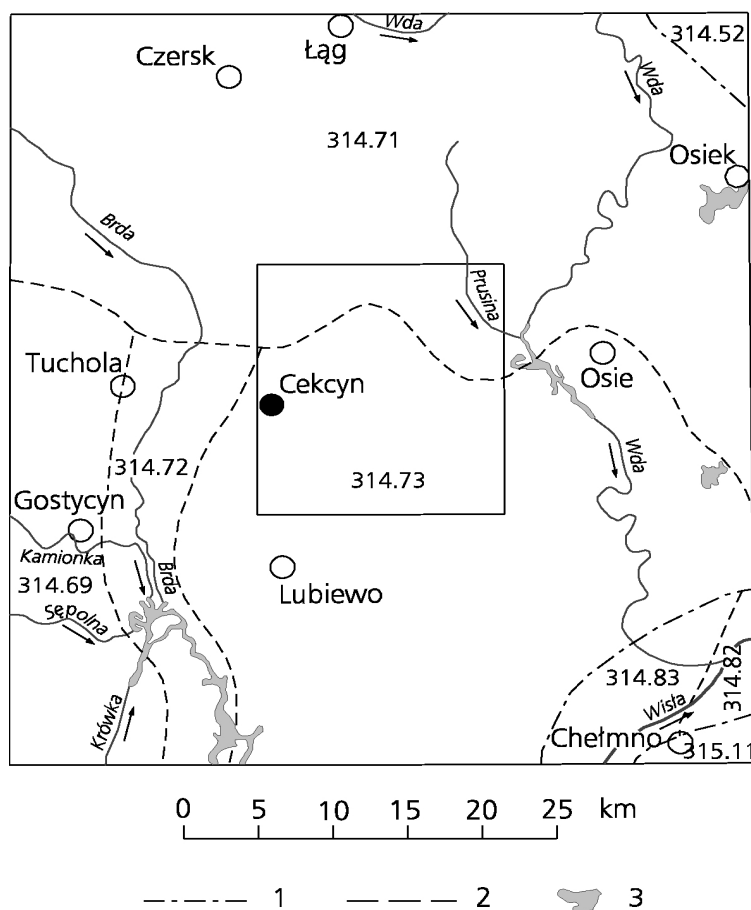 Wda
314.52
Łąg
Czersk
Wda
314.71
Osiek
Brda
Prusina
Tuchola
Osie
Cekcyn
Wda
314.72
314.73
Gostycyn
Kamionka
Brda
314.69
Lubiewo
Sępolna
314.82
314.83
Wisła
Krówka
Chełmno
315.11
0 5 10 15 20 25 km
1 2 3